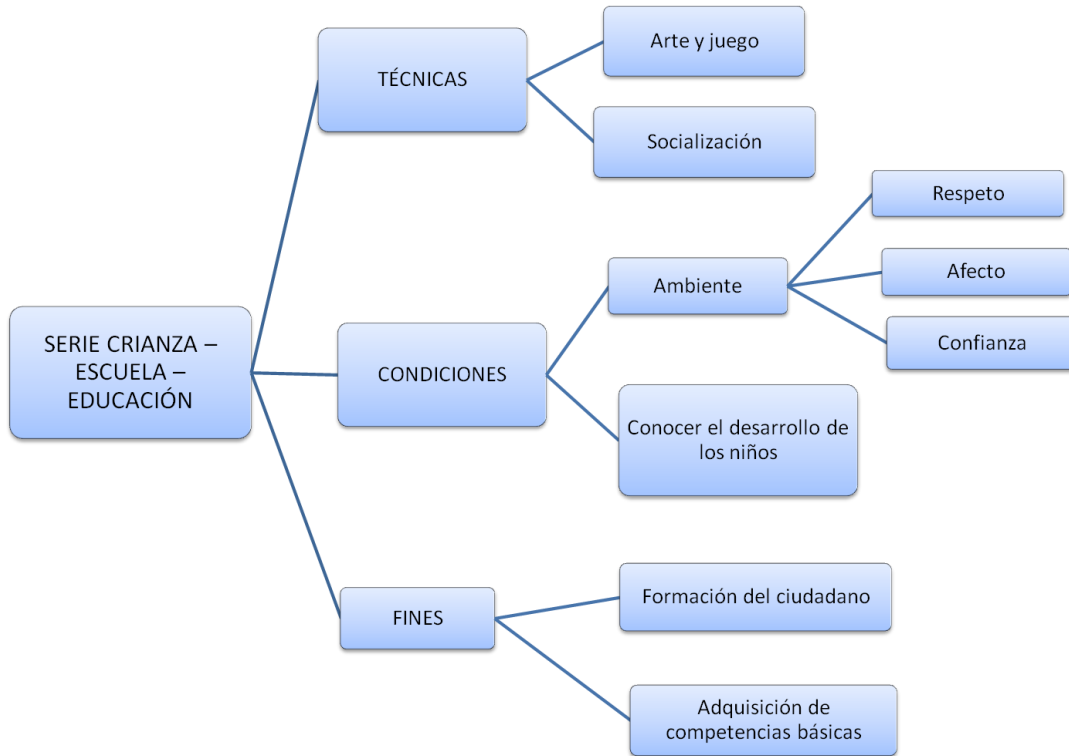 Arte y juego
TÉCNICAS
Socialización
Respeto
Ambiente
Afecto
SERIE CRIANZA –
ESCUELA –
EDUCACIÓN
Confianza
CONDICIONES
Conocer el desarrollo de
los niños
Formación del ciudadano
FINES
Adquisición de
competencias básicas